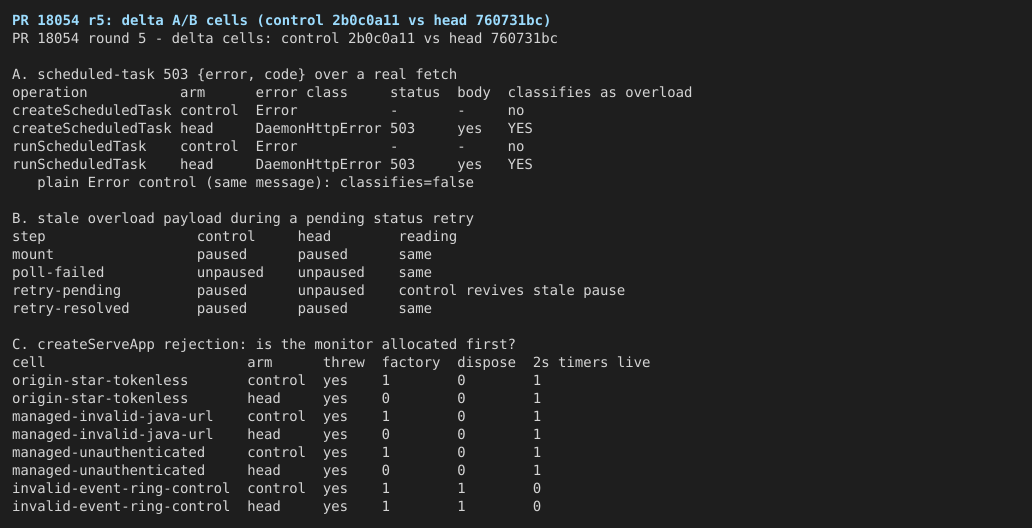 PR 18054 r5: delta A/B cells (control 2b0c0a11 vs head 760731bc)
PR 18054 round 5 - delta cells: control 2b0c0a11 vs head 760731bc
A. scheduled-task 503 {error, code} over a real fetch
operation arm error class status body classifies as overload
createScheduledTask control Error - - no
createScheduledTask head DaemonHttpError 503 yes YES
runScheduledTask control Error - - no
runScheduledTask head DaemonHttpError 503 yes YES
plain Error control (same message): classifies=false
B. stale overload payload during a pending status retry
step control head reading
mount paused paused same
poll-failed unpaused unpaused same
retry-pending paused unpaused control revives stale pause
retry-resolved paused paused same
C. createServeApp rejection: is the monitor allocated first?
cell arm threw factory dispose 2s timers live
origin-star-tokenless control yes 1 0 1
origin-star-tokenless head yes 0 0 1
managed-invalid-java-url control yes 1 0 1
managed-invalid-java-url head yes 0 0 1
managed-unauthenticated control yes 1 0 1
managed-unauthenticated head yes 0 0 1
invalid-event-ring-control control yes 1 1 0
invalid-event-ring-control head yes 1 1 0